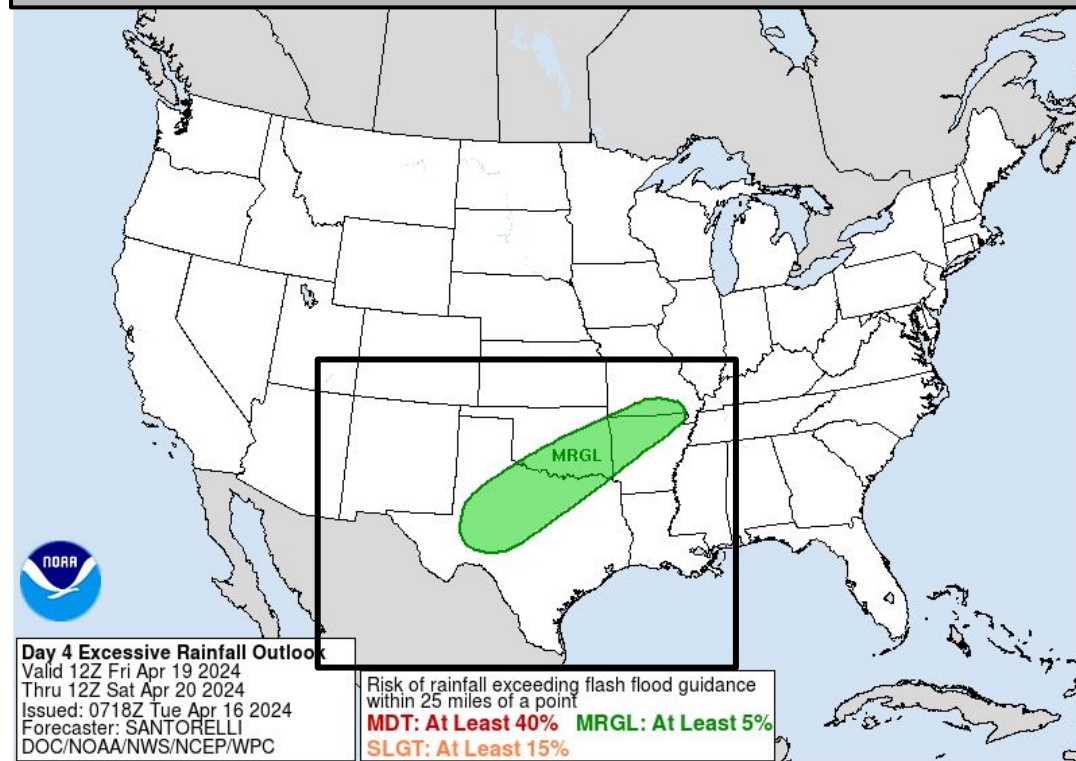 MRGL
NOAA
Day 4 Excessive Rainfall Outlook
Valid 12Z Fri Apr 19 2024
Thru 12Z Sat Apr 20 2024
Issued: 0718Z Tue Apr 16 2024
Forecaster: SANTORELLI
DOC/NOAA/NWS/NCEP/WPC
Risk of rainfall exceeding flash flood guidance
within 25 miles of a point
MDT: At Least 40% MRGL: At Least 5%
SLGT: At Least 15%